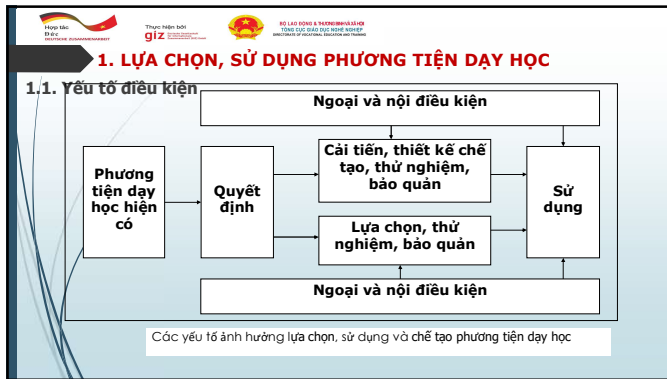 Hợp tác
Đức
DEUTSCHE ZUSAMMENARBEIT
Thực hiện bởi
giz
BỘ LAO ĐỘNG & THƯƠNG BINH VÀ XÃ HỘI
TỔNG CỤC GIÁO DỤC NGHỀ NGHIỆP
DIRECTORATE OF VOCATIONAL EDUCATION AND TRAINING
1. LỰA CHỌN, SỬ DỤNG PHƯƠNG TIỆN DẠY HỌC
1.1. Yếu tố điều kiện
Ngoại và nội điều kiện
Phương
tiện dạy
học hiện
có
Quyết
định
Cải tiến, thiết kế chế
tạo, thử nghiệm,
bảo quản
Lựa chọn, thử
nghiệm, bảo quản
Sử
dụng
Ngoại và nội điều kiện
Các yếu tố ảnh hưởng lựa chọn, sử dụng và chế tạo phương tiện dạy học